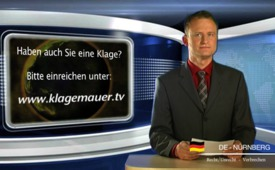 Haben auch Sie eine Klage?
Bitte einreichen unter:
www.klagemauer.tv
DE - NÜRNBERG